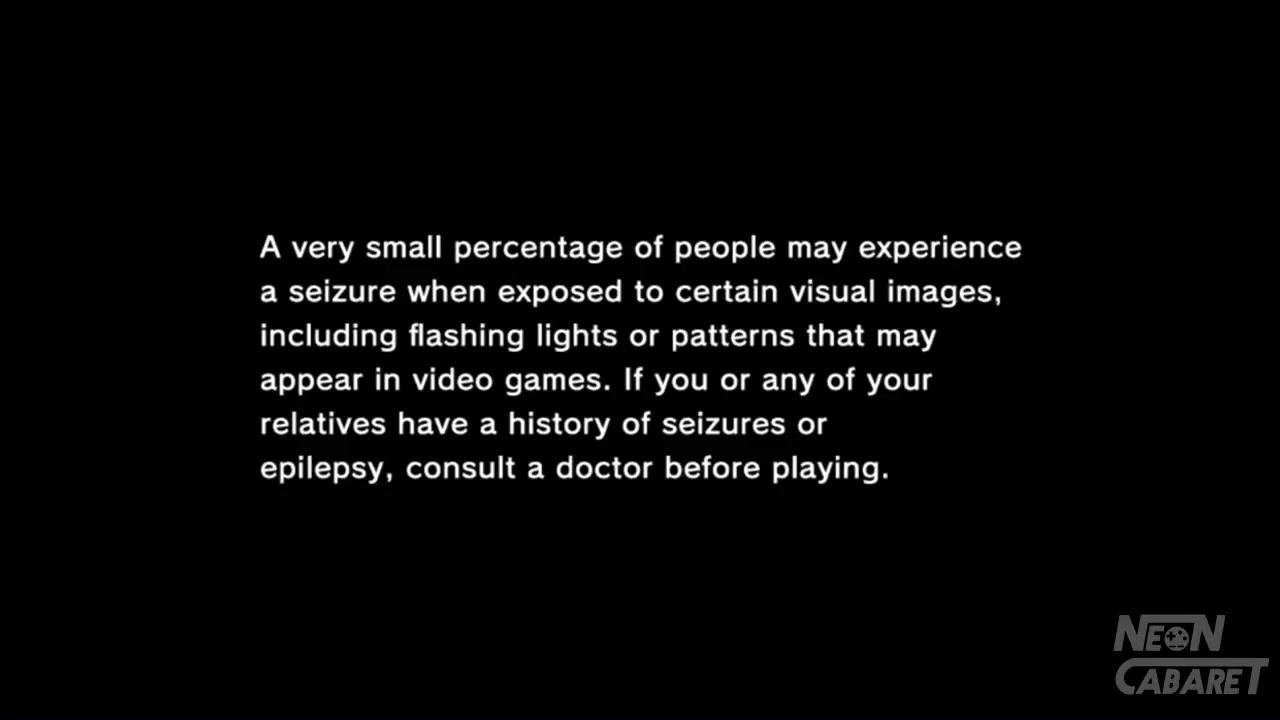 A very small percentage of people may experience
a seizure when exposed to certain visual images,
including flashing lights or patterns that may
appear in video games. If you or any of your
relatives have a history of seizures or
epilepsy, consult a doctor before playing.
NEON
CABARET